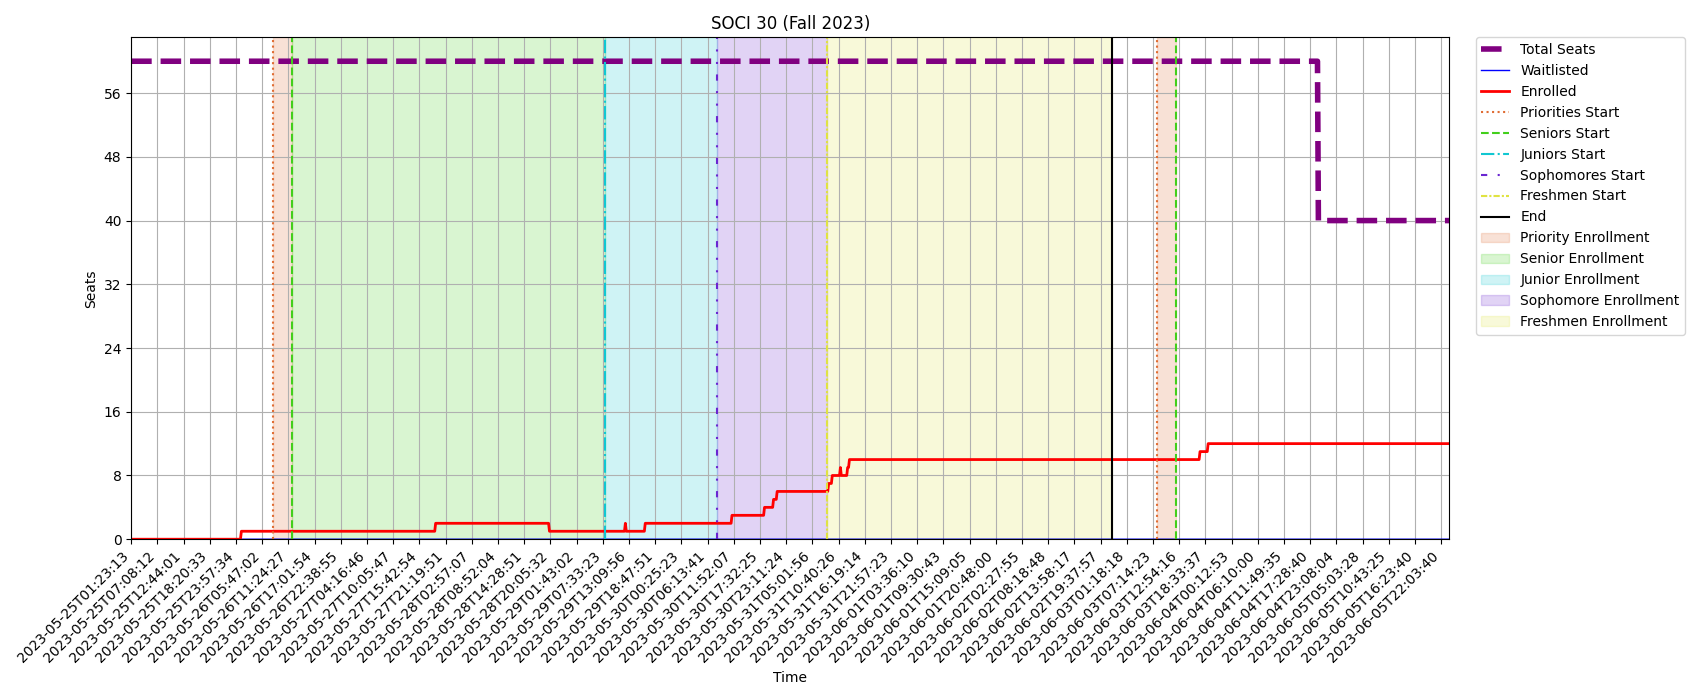 SOCI 30 (Fall 2023)
Total Seats
Waitlisted
Enrolled
Priorities Start
Seniors Start
Juniors Start
Sophomores Start
Freshmen Start
End
Priority Enrollment
Senior Enrollment
Junior Enrollment
Sophomore Enrollment
Freshmen Enrollment
Seats
56
48
40
32
24
16
8
0
2023-05-25T01:23:13
2023-05-25T07:08:12
2023-05-25T12:44:01
2023-05-25T18:20:33
2023-05-25T23:57:34
2023-05-26T05:47:02
2023-05-26T11:24:27
2023-05-26T17:01:54
2023-05-26T22:38:55
2023-05-27T04:16:46
2023-05-27T10:05:47
2023-05-27T15:42:54
2023-05-27T21:19:51
2023-05-28T02:57:07
2023-05-28T08:52:04
2023-05-28T14:28:51
2023-05-28T20:05:32
2023-05-29T01:43:02
2023-05-29T07:33:23
2023-05-29T13:09:56
2023-05-29T18:47:51
2023-05-30T00:25:23
2023-05-30T06:13:41
2023-05-30T11:52:07
2023-05-30T17:32:25
2023-05-30T23:11:24
2023-05-31T05:01:56
2023-05-31T10:40:26
2023-05-31T16:19:14
2023-05-31T21:57:23
2023-06-01T03:36:10
2023-06-01T09:30:43
2023-06-01T15:09:05
2023-06-01T20:48:00
2023-06-02T02:27:55
2023-06-02T08:18:48
2023-06-02T13:58:17
2023-06-02T19:37:57
2023-06-03T01:18:18
2023-06-03T07:14:23
2023-06-03T12:54:16
2023-06-03T18:33:37
2023-06-04T00:12:53
2023-06-04T06:10:00
2023-06-04T11:49:35
2023-06-04T17:28:40
2023-06-04T23:08:04
2023-06-05T05:03:28
2023-06-05T10:43:25
2023-06-05T16:23:40
2023-06-05T22:03:40
Time